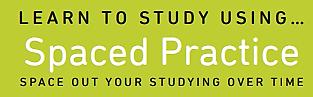 LEARN TO STUDY USING...
Spaced Practice
SPACE OUT YOUR STUDYING OVER TIME